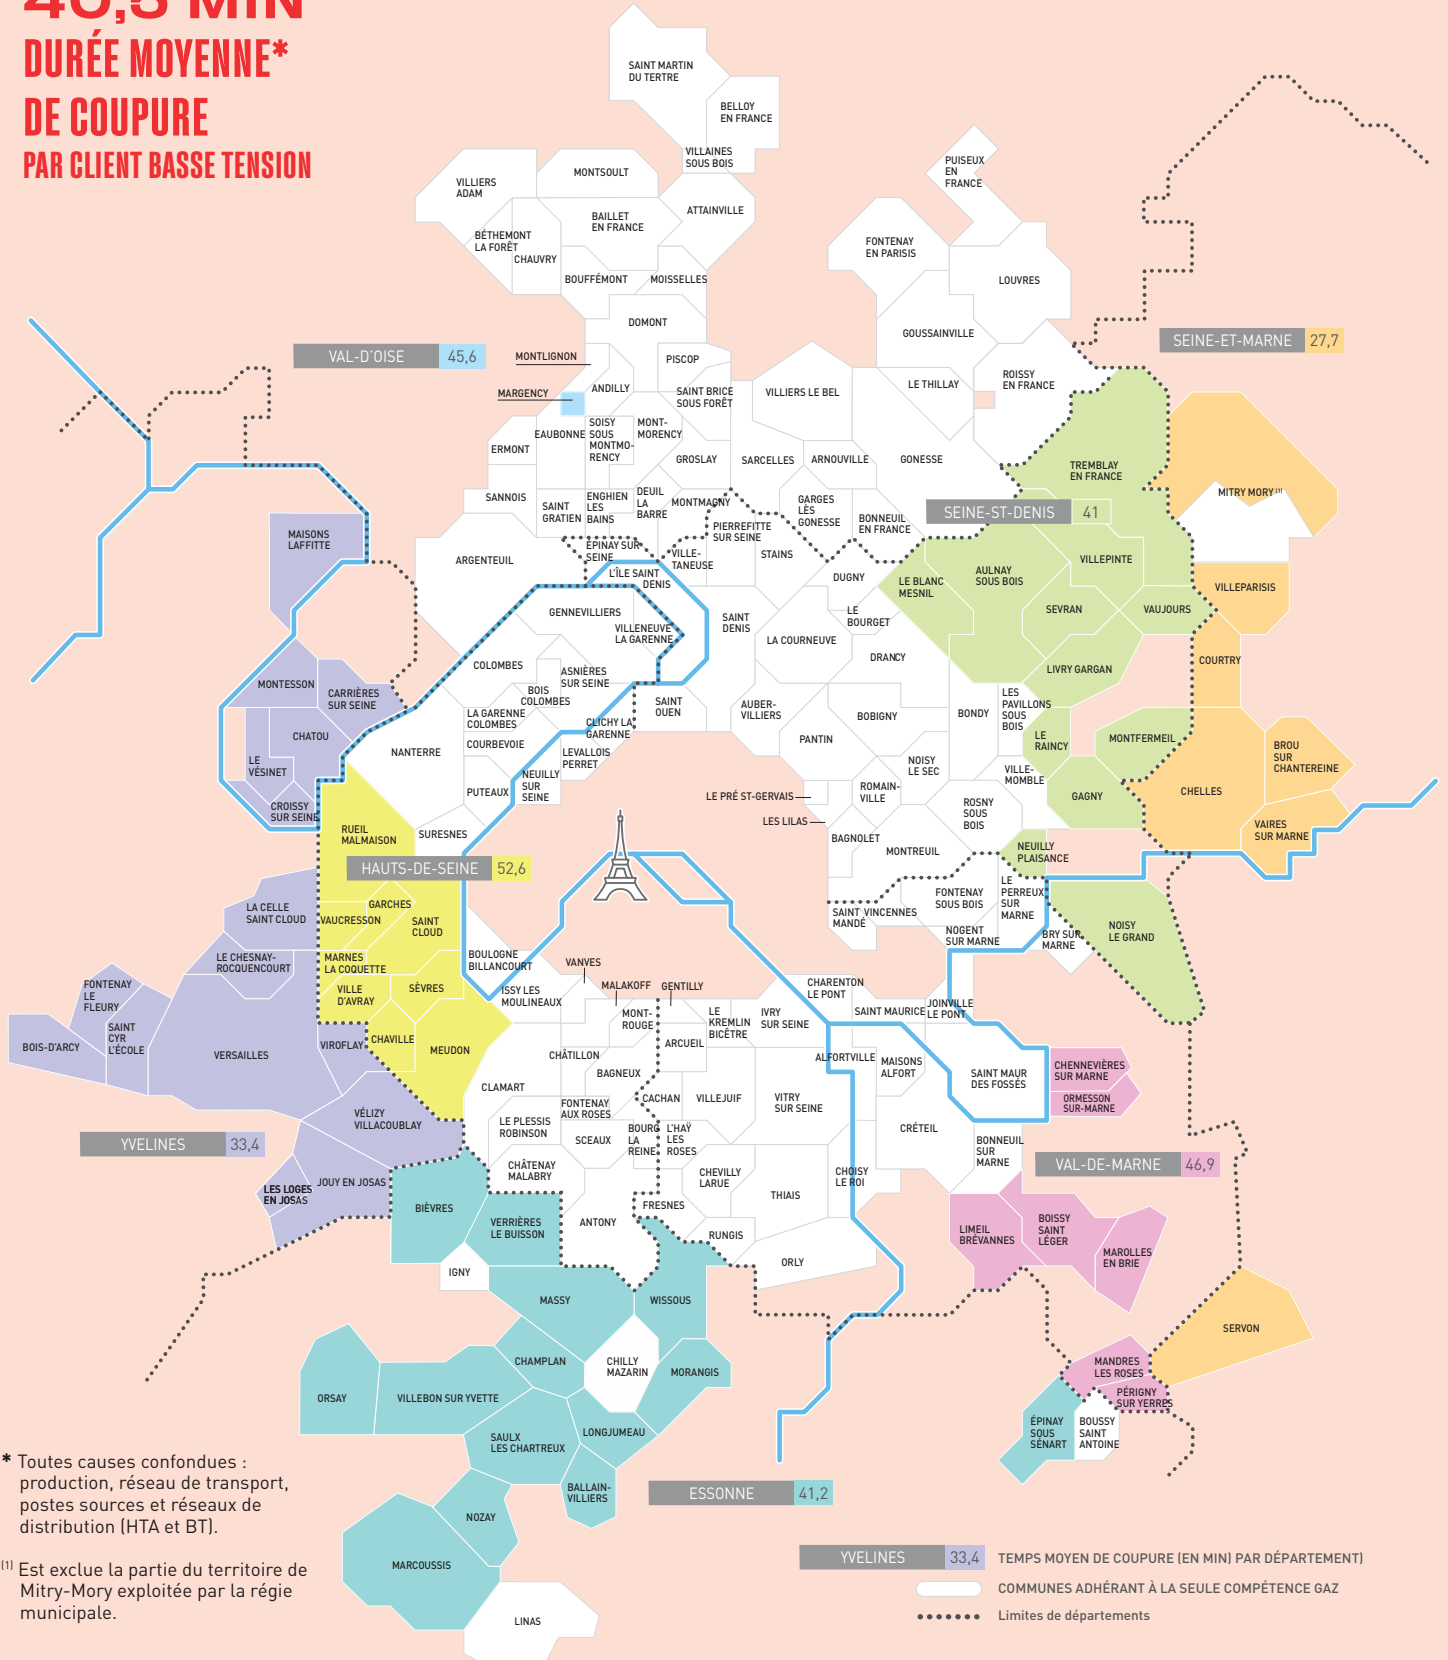 40,5 MIN
DURÉE MOYENNE*
DE COUPURE
PAR CLIENT BASSE TENSION
SAINT MARTIN
DU TERTRE
BELLOY
EN FRANCE
VILLAINES
SOUS BOIS
PUISEUX
EN
FRANCE
MONTSOULT
VILLIERS
ADAM
ATTAINVILLE
BAILLET
EN FRANCE
BÉTHEMONT
LA FORÊT
CHAUVRY
FONTENAY
EN PARISIS
BOUFFÉMONT
MOISSELLES
LOUVRES
DOMONT
GOUSSAINVILLE
SEINE-ET-MARNE 27,7
VAL-D'OISE 45,6
MONTLIGNON
PISCOP
MARGENCY
ANDILLY
SAINT BRICE
SOUS FORÊT
VILLIERS LE BEL
LE THILLAY
ROISSY
EN FRANCE
EAUBONNE
SOISY
SOUS
MONTMO-
RENCY
MONT-
MORENCY
ERMONT
GROSLAY
SARCELLES
ARNOUVILLE
GONESSE
TREMBLAY
EN FRANCE
MITRY MORY (1)
SANNOIS
SAINT
GRATIEN
ENGHIEN
LES
BAINS
DEUIL
LA
BARRE
MONTMAGNY
GARGES
LÈS
GONESSE
BONNEUIL
EN FRANCE
SEINE-ST-DENIS 41
MAISONS
LAFFITTE
ARGENTEUIL
ÉPINAY SUR
SEINE
VILLE-
TANEUSE
PIERREFITTE
SUR SEINE
STAINS
DUGNY
LE BLANC
MESNIL
AULNAY
SOUS BOIS
VILLEPINTE
VILLEPARISIS
L'ÎLE SAINT
DENIS
GENNEVILLIERS
VILLENEUVE
LA GARENNE
SAINT
DENIS
LA COURNEUVE
LE
BOURGET
SEVRAN
VAUJOURS
DRANCY
COURTRY
COLOMBES
ASNIÈRES
SUR SEINE
BOIS
COLOMBES
LIVRY GARGAN
MONTESSON
CARRIÈRES
SUR SEINE
LA GARENNE
COLOMBES
CLICHY LA
GARENNE
SAINT
OUEN
AUBER-
VILLIERS
BOBIGNY
BONDY
LES
PAVILLONS
SOUS
BOIS
CHATOU
NANTERRE
COURBEVOIE
LEVALLOIS
PERRET
PANTIN
LE
RAINCY
MONTFERMEIL
BROU
SUR
CHANTEREINE
LE
VÉSINET
NEUILLY
SUR
SEINE
PUTEAUX
NOISY
LE SEC
VILLE-
MOMBLE
ROMAIN-
VILLE
LE PRÉ ST-GERVAIS
GAGNY
CHELLES
CROISSY
SUR SEINE
ROSNY
SOUS
BOIS
LES LILAS
RUEIL
MALMAISON
SURESNES
BAGNOLET
MONTREUIL
NEUILLY
PLAISANCE
VAIRES
SUR MARNE
HAUTS-DE-SEINE 52,6
LA CELLE
SAINT CLOUD
GARCHES
VAUCRESSON
SAINT
CLOUD
SAINT
MANDÉ
VINCENNES
FONTENAY
SOUS BOIS
LE
PERREUX
SUR
MARNE
NOISY
LE GRAND
NOGENT
SUR MARNE
BRY SUR
MARNE
LE CHESNAY-
ROCQUENCOURT
MARNES
LA COQUETTE
BOULOGNE
BILLANCOURT
VANVES
FONTENAY
LE
FLEURY
VILLE
D'AVRAY
SÈVRES
ISSY LES
MOULINEAUX
MALAKOFF
GENTILLY
CHARENTON
LE PONT
SAINT MAURICE
JOINVILLE
LE PONT
SAINT
CYR
L'ÉCOLE
BOIS-D'ARCY
VERSAILLES
VIROFLAY
CHAVILLE
MEUDON
MONT-
ROUGE
LE
KREMLIN
BICÊTRE
IVRY
SUR SEINE
ARCUEIL
CHÂTILLON
BAGNEUX
ALFORTVILLE
MAISONS
ALFORT
SAINT MAUR
DES FOSSÉS
CHENNEVIÈRES
SUR MARNE
ORMESSON
SUR-MARNE
CLAMART
CACHAN
VILLEJUIF
VITRY
SUR SEINE
FONTENAY
AUX ROSES
VÉLIZY
VILLACOUBLAY
LE PLESSIS
ROBINSON
SCEAUX
BOURG
LA
REINE
L'HAŸ
LES
ROSES
CRÉTEIL
BONNEUIL
SUR
MARNE
YVELINES 33,4
VAL-DE-MARNE 46,9
CHÂTENAY
MALABRY
CHEVILLY
LARUE
CHOISY
LE ROI
THIAIS
JOUY EN JOSAS
LES LOGES
EN JOSAS
BIÈVRES
VERRIÈRES
LE BUISSON
ANTONY
FRESNES
RUNGIS
ORLY
LIMEIL
BRÉVANNES
BOISSY
SAINT
LÉGER
MAROLLES
EN BRIE
IGNY
MASSY
WISSOUS
SERVON
CHAMPLAN
CHILLY
MAZARIN
MORANGIS
MANDRES
LES ROSES
PÉRIGNY
SUR YERRES
ORSAY
VILLEBON SUR YVETTE
SAULX
LES CHARTREUX
LONGJUMEAU
ÉPINAY
SOUS
SÉNART
BOUSSY
SAINT
ANTOINE
BALLAIN-
VILLIERS
ESSONNE 41,2
NOZAY
MARCOUSSIS
LINAS
* Toutes causes confondues :
production, réseau de transport,
postes sources et réseaux de
distribution (HTA et BT).
(1) Est exclue la partie du territoire de
Mitry-Mory exploitée par la régie
municipale.
YVELINES 33,4 TEMPS MOYEN DE COUPURE (EN MIN) PAR DÉPARTEMENT)
COMMUNES ADHÉRANT À LA SEULE COMPÉTENCE GAZ
Limites de départements